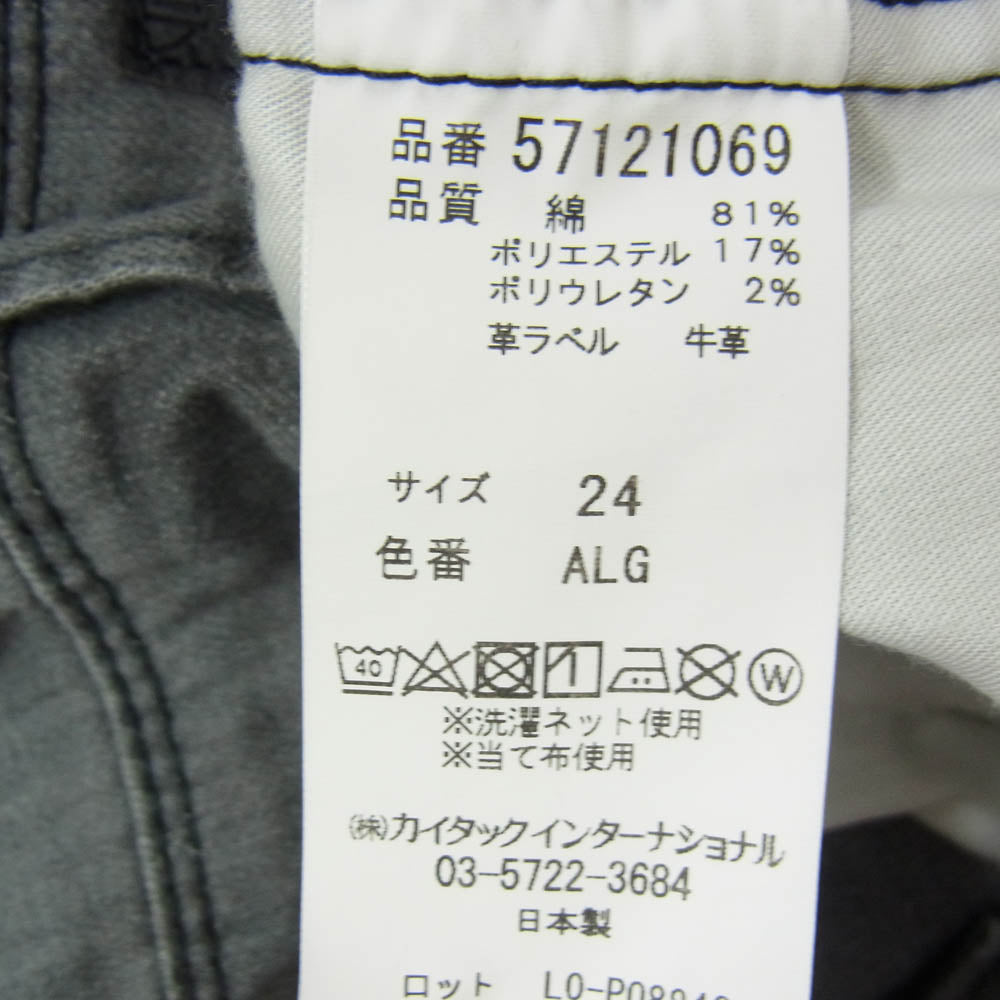 品番 57121069
品質 綿 81%
ポリエステル 17%
ポリウレタン 2%
革ラベル 牛革
サイズ 24
色番 ALG
40 W
※洗濯ネット使用
※当て布使用
㈱カイタックインターナショナル
03-5722-3684
日本製
ロット